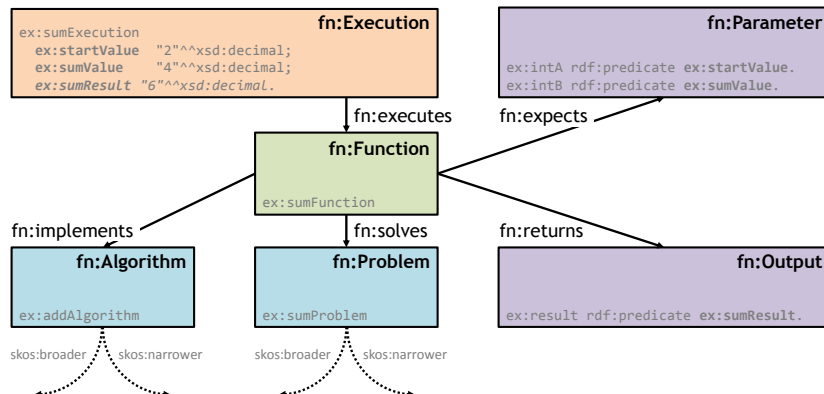 fn:Execution
ex:sumExecution
ex:startValue "2"^^xsd:decimal;
ex:sumValue "4"^^xsd:decimal;
ex:sumResult "6"^^xsd:decimal.
fn:Parameter
ex:intA rdf:predicate ex:startValue.
ex:intB rdf:predicate ex:sumValue.
fn:executes
fn:expects
fn:Function
ex:sumFunction
fn:implements
fn:solves
fn:returns
fn:Algorithm
ex:addAlgorithm
fn:Problem
ex:sumProblem
fn:Output
ex:result rdf:predicate ex:sumResult.
skos:broader
skos:narrower
skos:broader
skos:narrower